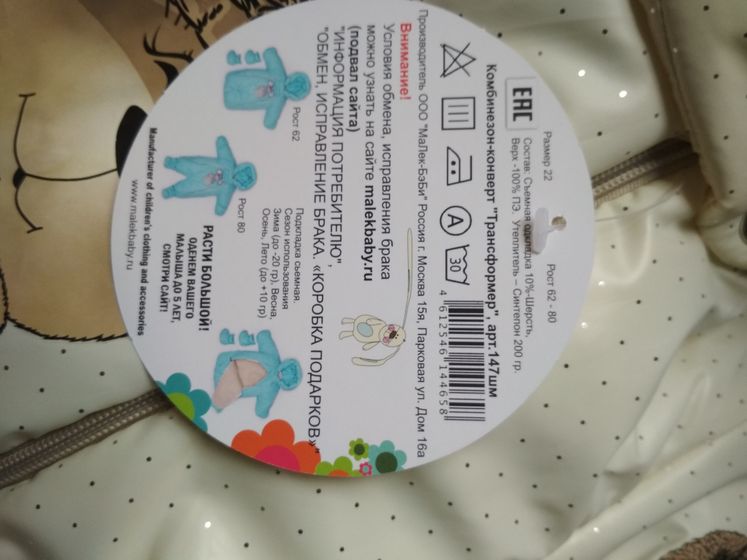 Размер 22
Рост 62 - 80
Состав: Съемная подкладка 10%-Шерсть,
Верх -100% ПЭ. Утеплитель – Синтепон 200 гр.
EAC
Комбинезон-конверт "Трансформер", арт.147шм
A
30
4 612546 144658
Производитель ООО "МаЛек-Бэби" Россия г. Москва 15я, Парковая ул. Дом 16а
Внимание!
Условия обмена, исправления брака
можно узнать на сайте malekbaby.ru
(подвал сайта)
"ИНФОРМАЦИЯ ПОТРЕБИТЕЛЮ",
"ОБМЕН, ИСПРАВЛЕНИЕ БРАКА. «КОРОБКА ПОДАРКОВ»"
Рост 62
Рост 80
Подкладка съемная.
Сезон использования
Зима (до -20 гр), Весна,
Осень, Лето (до +10 гр)
РАСТИ БОЛЬШОЙ!
ОДЕНЕМ ВАШЕГО
МАЛЫША ДО 5 ЛЕТ,
СМОТРИ САЙТ!
Manufacturer of children's clothing and accessories
www.malekbaby.ru